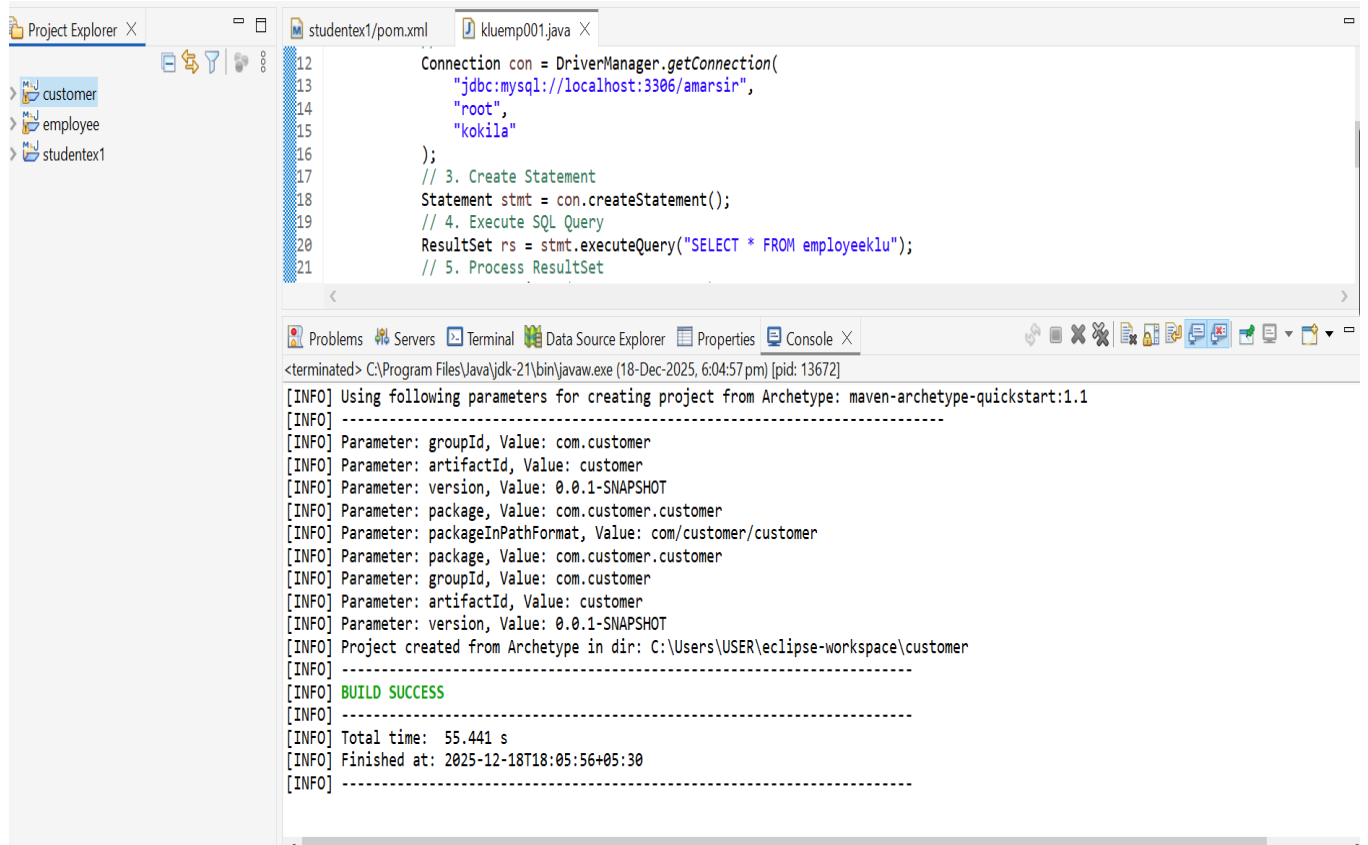 Project Explorer
customer
employee
studentex1
studentex1/pom.xml
kluemp001.java
12 Connection con = DriverManager.getConnection(
13 "jdbc:mysql://localhost:3306/amarsir",
14 "root",
15 "kokila"
16 );
17 // 3. Create Statement
18 Statement stmt = con.createStatement();
19 // 4. Execute SQL Query
20 ResultSet rs = stmt.executeQuery("SELECT * FROM employeeklu");
21 // 5. Process ResultSet
Problems Servers Terminal Data Source Explorer Properties Console
<terminated> C:\Program Files\Java\jdk-21\bin\javaw.exe (18-Dec-2025, 6:04:57 pm) [pid: 13672]
[INFO] Using following parameters for creating project from Archetype: maven-archetype-quickstart:1.1
[INFO] ----------------------------------------------------------------------------
[INFO] Parameter: groupId, Value: com.customer
[INFO] Parameter: artifactId, Value: customer
[INFO] Parameter: version, Value: 0.0.1-SNAPSHOT
[INFO] Parameter: package, Value: com.customer.customer
[INFO] Parameter: packageInPathFormat, Value: com/customer/customer
[INFO] Parameter: package, Value: com.customer.customer
[INFO] Parameter: groupId, Value: com.customer
[INFO] Parameter: artifactId, Value: customer
[INFO] Parameter: version, Value: 0.0.1-SNAPSHOT
[INFO] Project created from Archetype in dir: C:\Users\USER\eclipse-workspace\customer
[INFO] ------------------------------------------------------------------------
[INFO] BUILD SUCCESS
[INFO] ------------------------------------------------------------------------
[INFO] Total time:  55.441 s
[INFO] Finished at: 2025-12-18T18:05:56+05:30
[INFO] ------------------------------------------------------------------------